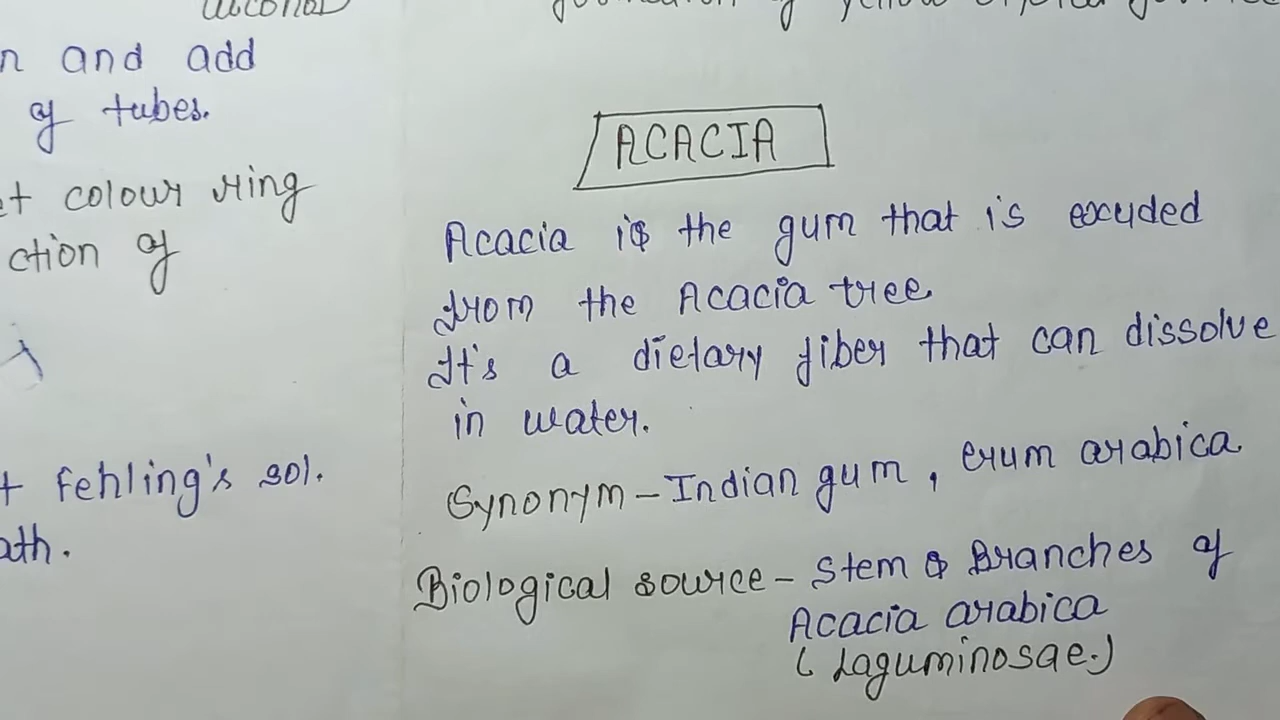 n and add
of tubes.
et colour ring
ction of
+ Fehling's sol.
ath.
ACACIA
Acacia is the gum that is excuded
from the Acacia tree
It's a dietary fiber that can dissolve
in water.
Synonym - Indian gum, erum arabica
Biological source - Stem & Branches of
Acacia arabica
(Laguminosae.)